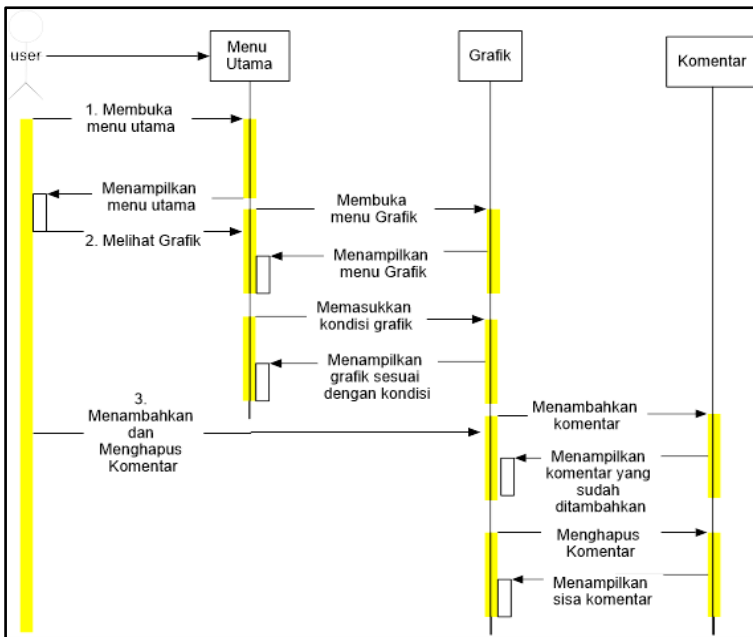 user
Menu
Utama
Grafik
Komentar
1. Membuka
menu utama
Menampilkan
menu utama
Membuka
menu Grafik
2. Melihat Grafik
Menampilkan
menu Grafik
Memasukkan
kondisi grafik
Menampilkan
grafik sesuai
dengan kondisi
3.
Menambahkan
dan
Menghapus
Komentar
Menambahkan
komentar
Menampilkan
komentar yang
sudah
ditambahkan
Menghapus
Komentar
Menampilkan
sisa komentar